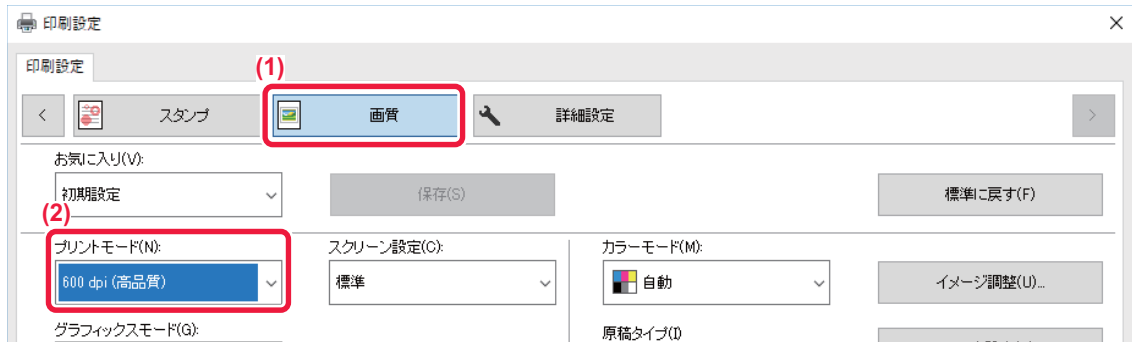 印刷設定
印刷設定
(1)
スタンプ
画質
詳細設定
お気に入り(V):
初期設定
保存(S)
標準に戻す(F)
(2)
プリントモード(N):
スクリーン設定(C):
カラーモード(M):
600 dpi (高品質)
標準
自動
イメージ調整(U)...
グラフィックスモード(G):
原稿タイプ(I)